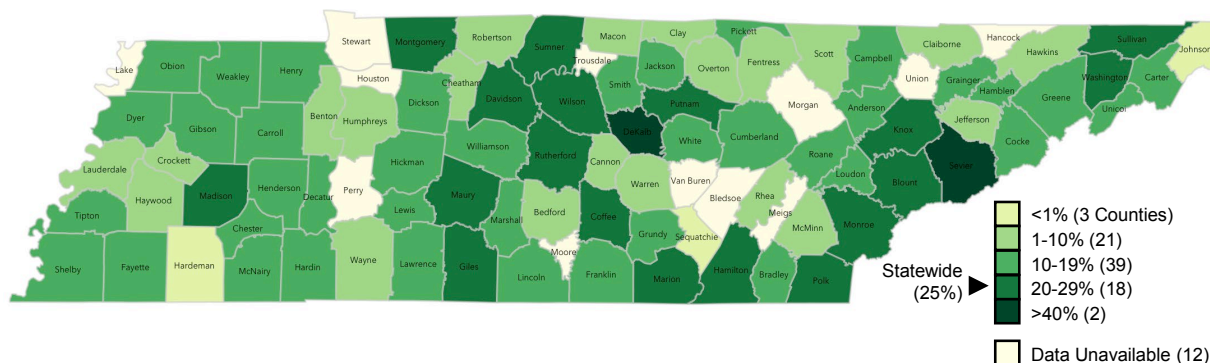 Stewart
Montgomery
Robertson
Sumner
Macon
Clay
Pickett
Scott
Claiborne
Hancock
Hawkins
Sullivan
Johnson
Lake
Obion
Weakley
Henry
Houston
Cheatham
Trousdale
Smith
Jackson
Overton
Fentress
Campbell
Union
Grainger
Hamblen
Washington
Carter
Dyer
Gibson
Carroll
Benton
Humphreys
Dickson
Davidson
Wilson
Putnam
Morgan
Anderson
Greene
Unicoi
Lauderdale
Crockett
Hickman
Williamson
Rutherford
DeKalb
White
Cumberland
Roane
Knox
Jefferson
Cocke
Tipton
Haywood
Madison
Henderson
Decatur
Perry
Lewis
Maury
Cannon
Warren
Van Buren
Bledsoe
Rhea
Loudon
Blount
Sevier
Chester
Marshall
Bedford
Coffee
Grundy
Sequatchie
Meigs
McMinn
Monroe
Shelby
Fayette
Hardeman
McNairy
Hardin
Wayne
Lawrence
Giles
Lincoln
Moore
Franklin
Marion
Hamilton
Bradley
Polk
<1% (3 Counties)
1-10% (21)
10-19% (39)
Statewide
(25%)
20-29% (18)
>40% (2)
Data Unavailable (12)